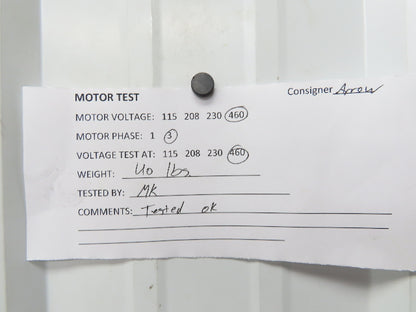 Consigner Arrow
MOTOR TEST
MOTOR VOLTAGE: 115 208 230 460
MOTOR PHASE: 1 3
VOLTAGE TEST AT: 115 208 230 460
WEIGHT: 40 lbs
TESTED BY: MK
COMMENTS: Tested ok